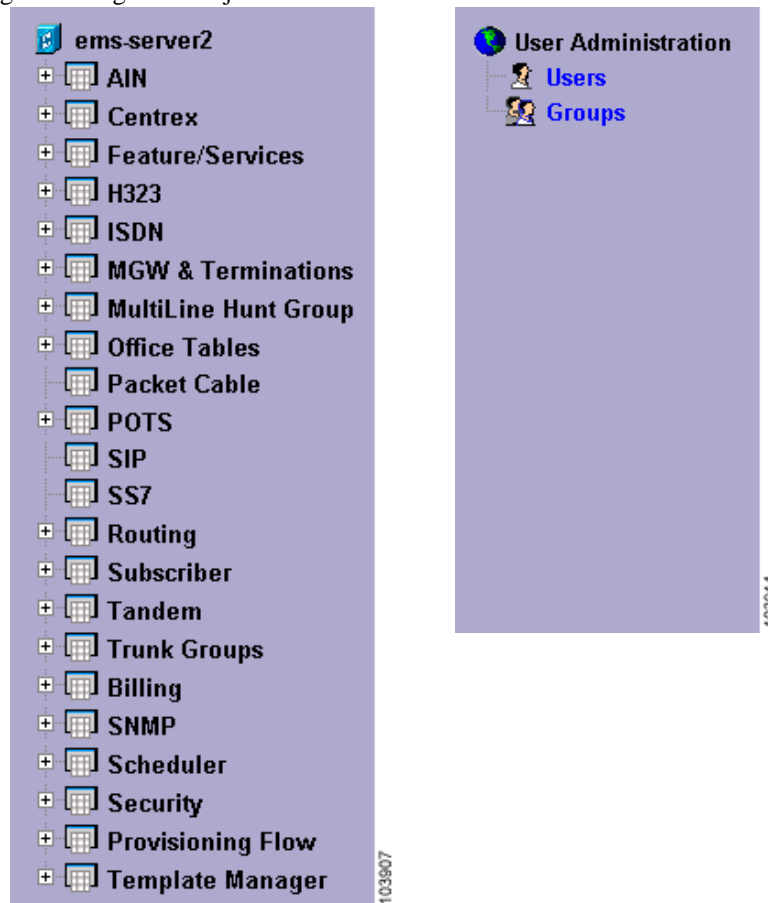 ems-server2
AIN
Centrex
Feature/Services
H323
ISDN
MGW & Terminations
MultiLine Hunt Group
Office Tables
Packet Cable
POTS
SIP
SS7
Routing
Subscriber
Tandem
Trunk Groups
Billing
SNMP
Scheduler
Security
Provisioning Flow
Template Manager
103907
User Administration
Users
Groups